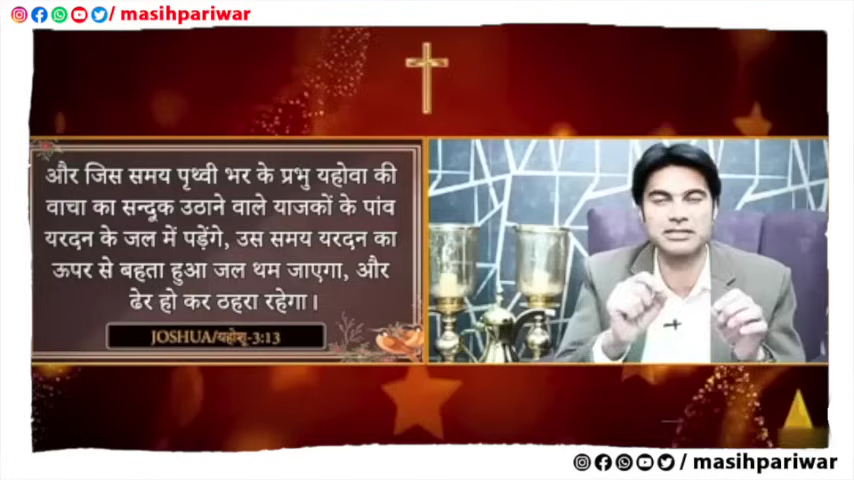 / masihpariwar
और जिस समय पृथ्वी भर के प्रभु यहोवा की
वाचा का सन्दूक उठाने वाले याजकों के पांव
यरदन के जल में पड़ेंगे, उस समय यरदन का
ऊपर से बहता हुआ जल थम जाएगा, और
ढेर हो कर ठहरा रहेगा।
JOSHUA/यहोशू-3:13
/ masihpariwar